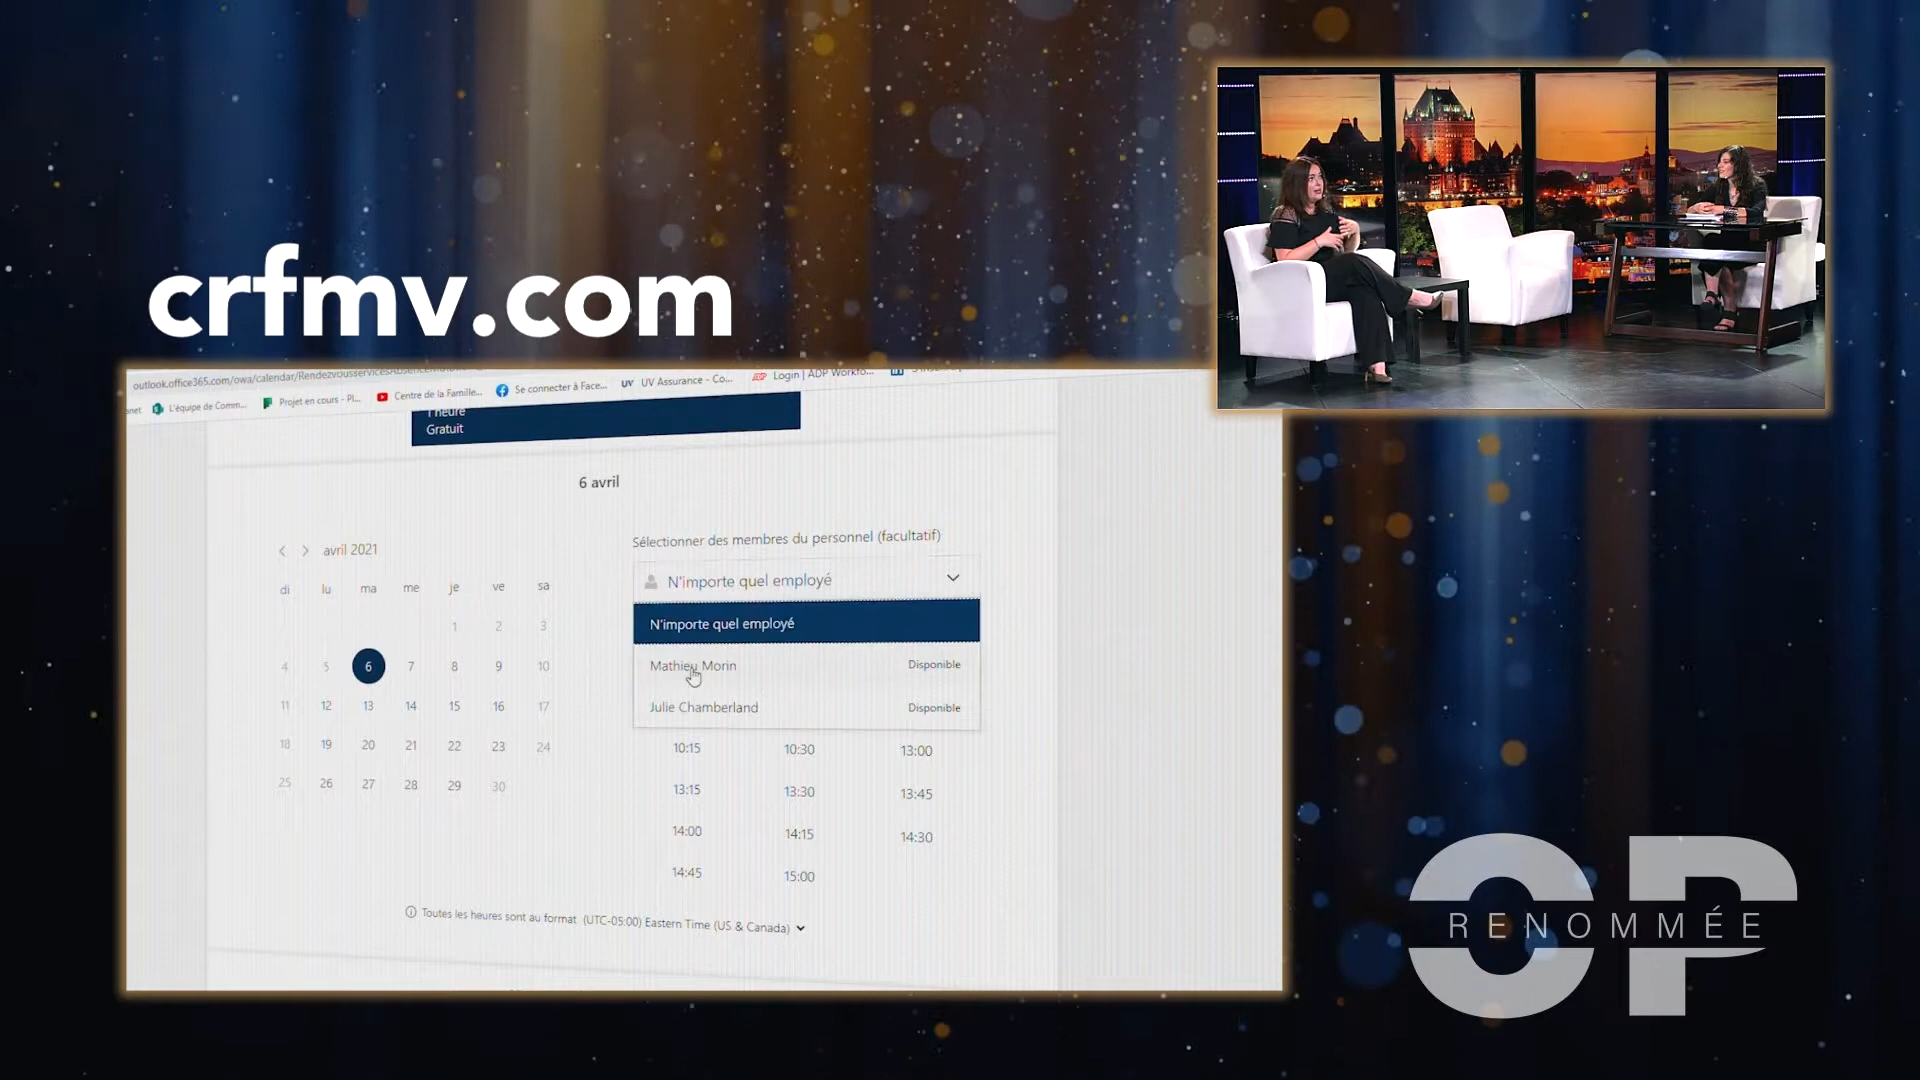 crfmv.com
outlook.office365.com/owa/calendar/Rendezvousservices
L'équipe de Comm...
Projet en cours - Pl...
Centre de la Famille...
Se connecter à Face...
UV Assurance - Co...
Login | ADP Workfo...
1 heure
Gratuit
6 avril
avril 2021
di lu ma me je ve sa
1 2 3
4 5 6 7 8 9 10
11 12 13 14 15 16 17
18 19 20 21 22 23 24
25 26 27 28 29 30
Sélectionner des membres du personnel (facultatif)
N'importe quel employé
N'importe quel employé
Mathieu Morin Disponible
Julie Chamberland Disponible
10:15 10:30 13:00
13:15 13:30 13:45
14:00 14:15 14:30
14:45 15:00
Toutes les heures sont au format (UTC-05:00) Eastern Time (US & Canada)
OP
RENOMMÉE